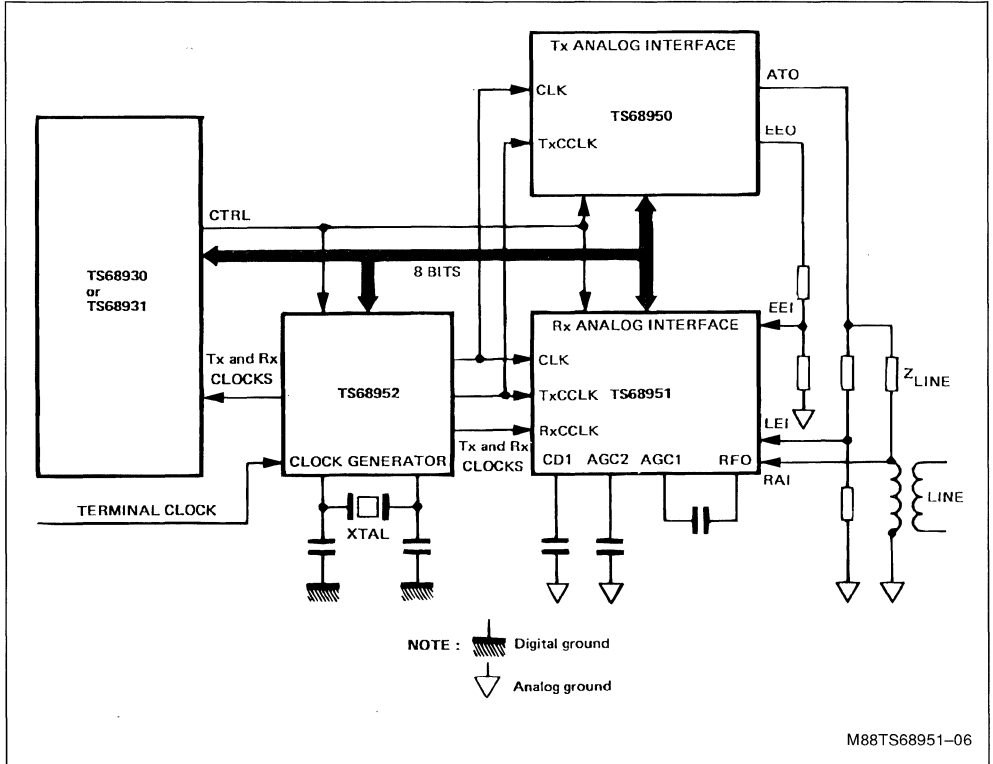 Tx ANALOG INTERFACE
ATO
CLK
TS68950
EEO
TxCCLK
CTRL
8 BITS
TS68930
or
TS68931
EEI
Rx ANALOG INTERFACE
Tx and Rx
CLOCKS
CLK
ZLINE
TS68952
TxCCLK
TS68951
LEI
RxCCLK
Tx and Rx
CLOCKS
CLOCK GENERATOR
CD1 AGC2 AGC1 RFO
RAI
LINE
TERMINAL CLOCK
XTAL
NOTE : Digital ground
Analog ground
M88TS68951–06